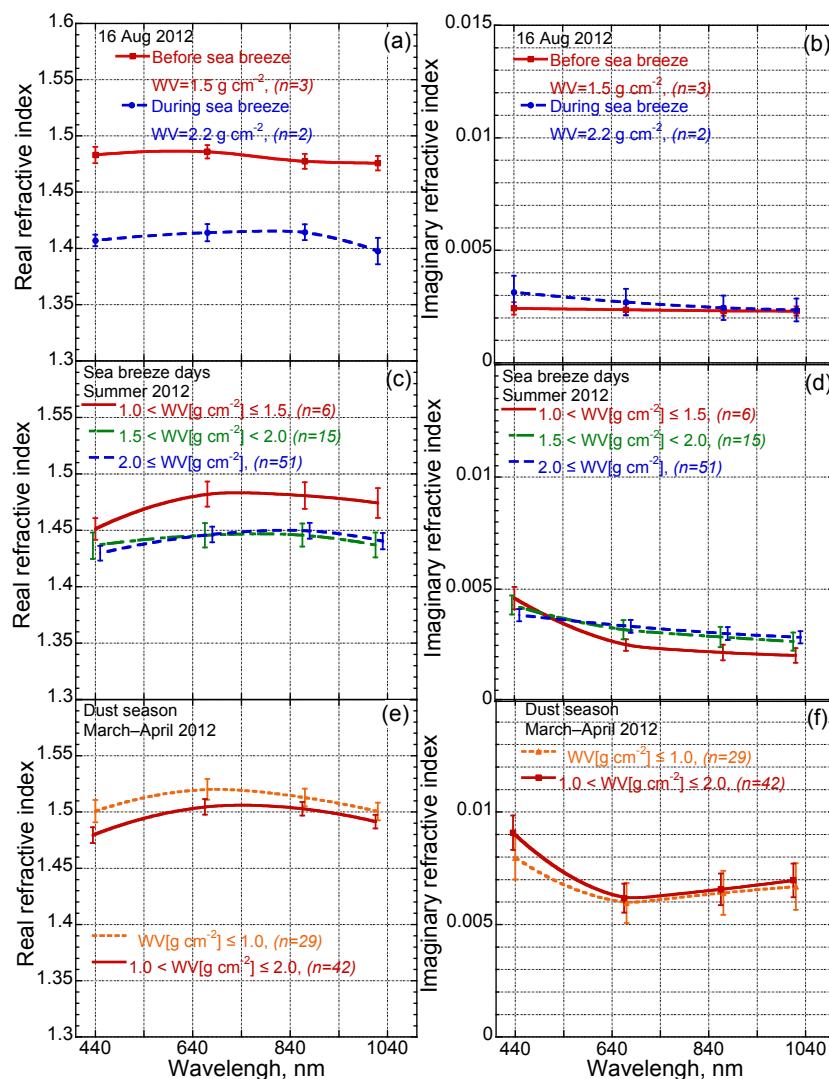 16 Aug 2012
(a)
Before sea breeze
WV=1.5 g cm-2, (n=3)
During sea breeze
WV=2.2 g cm-2, (n=2)
Real refractive index
1.6
1.55
1.5
1.45
1.4
1.35
1.3
16 Aug 2012
(b)
Before sea breeze
WV=1.5 g cm-2, (n=3)
During sea breeze
WV=2.2 g cm-2, (n=2)
Imaginary refractive index
0.015
0.01
0.005
0
Sea breeze days
(c)
Summer 2012
1.0 < WV[g cm-2] ≤ 1.5, (n=6)
1.5 < WV[g cm-2] < 2.0, (n=15)
2.0 ≤ WV[g cm-2], (n=51)
Real refractive index
1.55
1.5
1.45
1.4
1.35
1.3
Sea breeze days
(d)
Summer 2012
1.0 < WV[g cm-2] ≤ 1.5, (n=6)
1.5 < WV[g cm-2] < 2.0, (n=15)
2.0 ≤ WV[g cm-2], (n=51)
Imaginary refractive index
0.01
0.005
0
Dust season
(e)
March–April 2012
WV[g cm-2] ≤ 1.0, (n=29)
1.0 < WV[g cm-2] ≤ 2.0, (n=42)
Real refractive index
1.55
1.5
1.45
1.4
1.35
1.3
440 640 840 1040
Wavelengh, nm
Dust season
(f)
March–April 2012
WV[g cm-2] ≤ 1.0, (n=29)
1.0 < WV[g cm-2] ≤ 2.0, (n=42)
Imaginary refractive index
0.01
0.005
0
440 640 840 1040
Wavelengh, nm